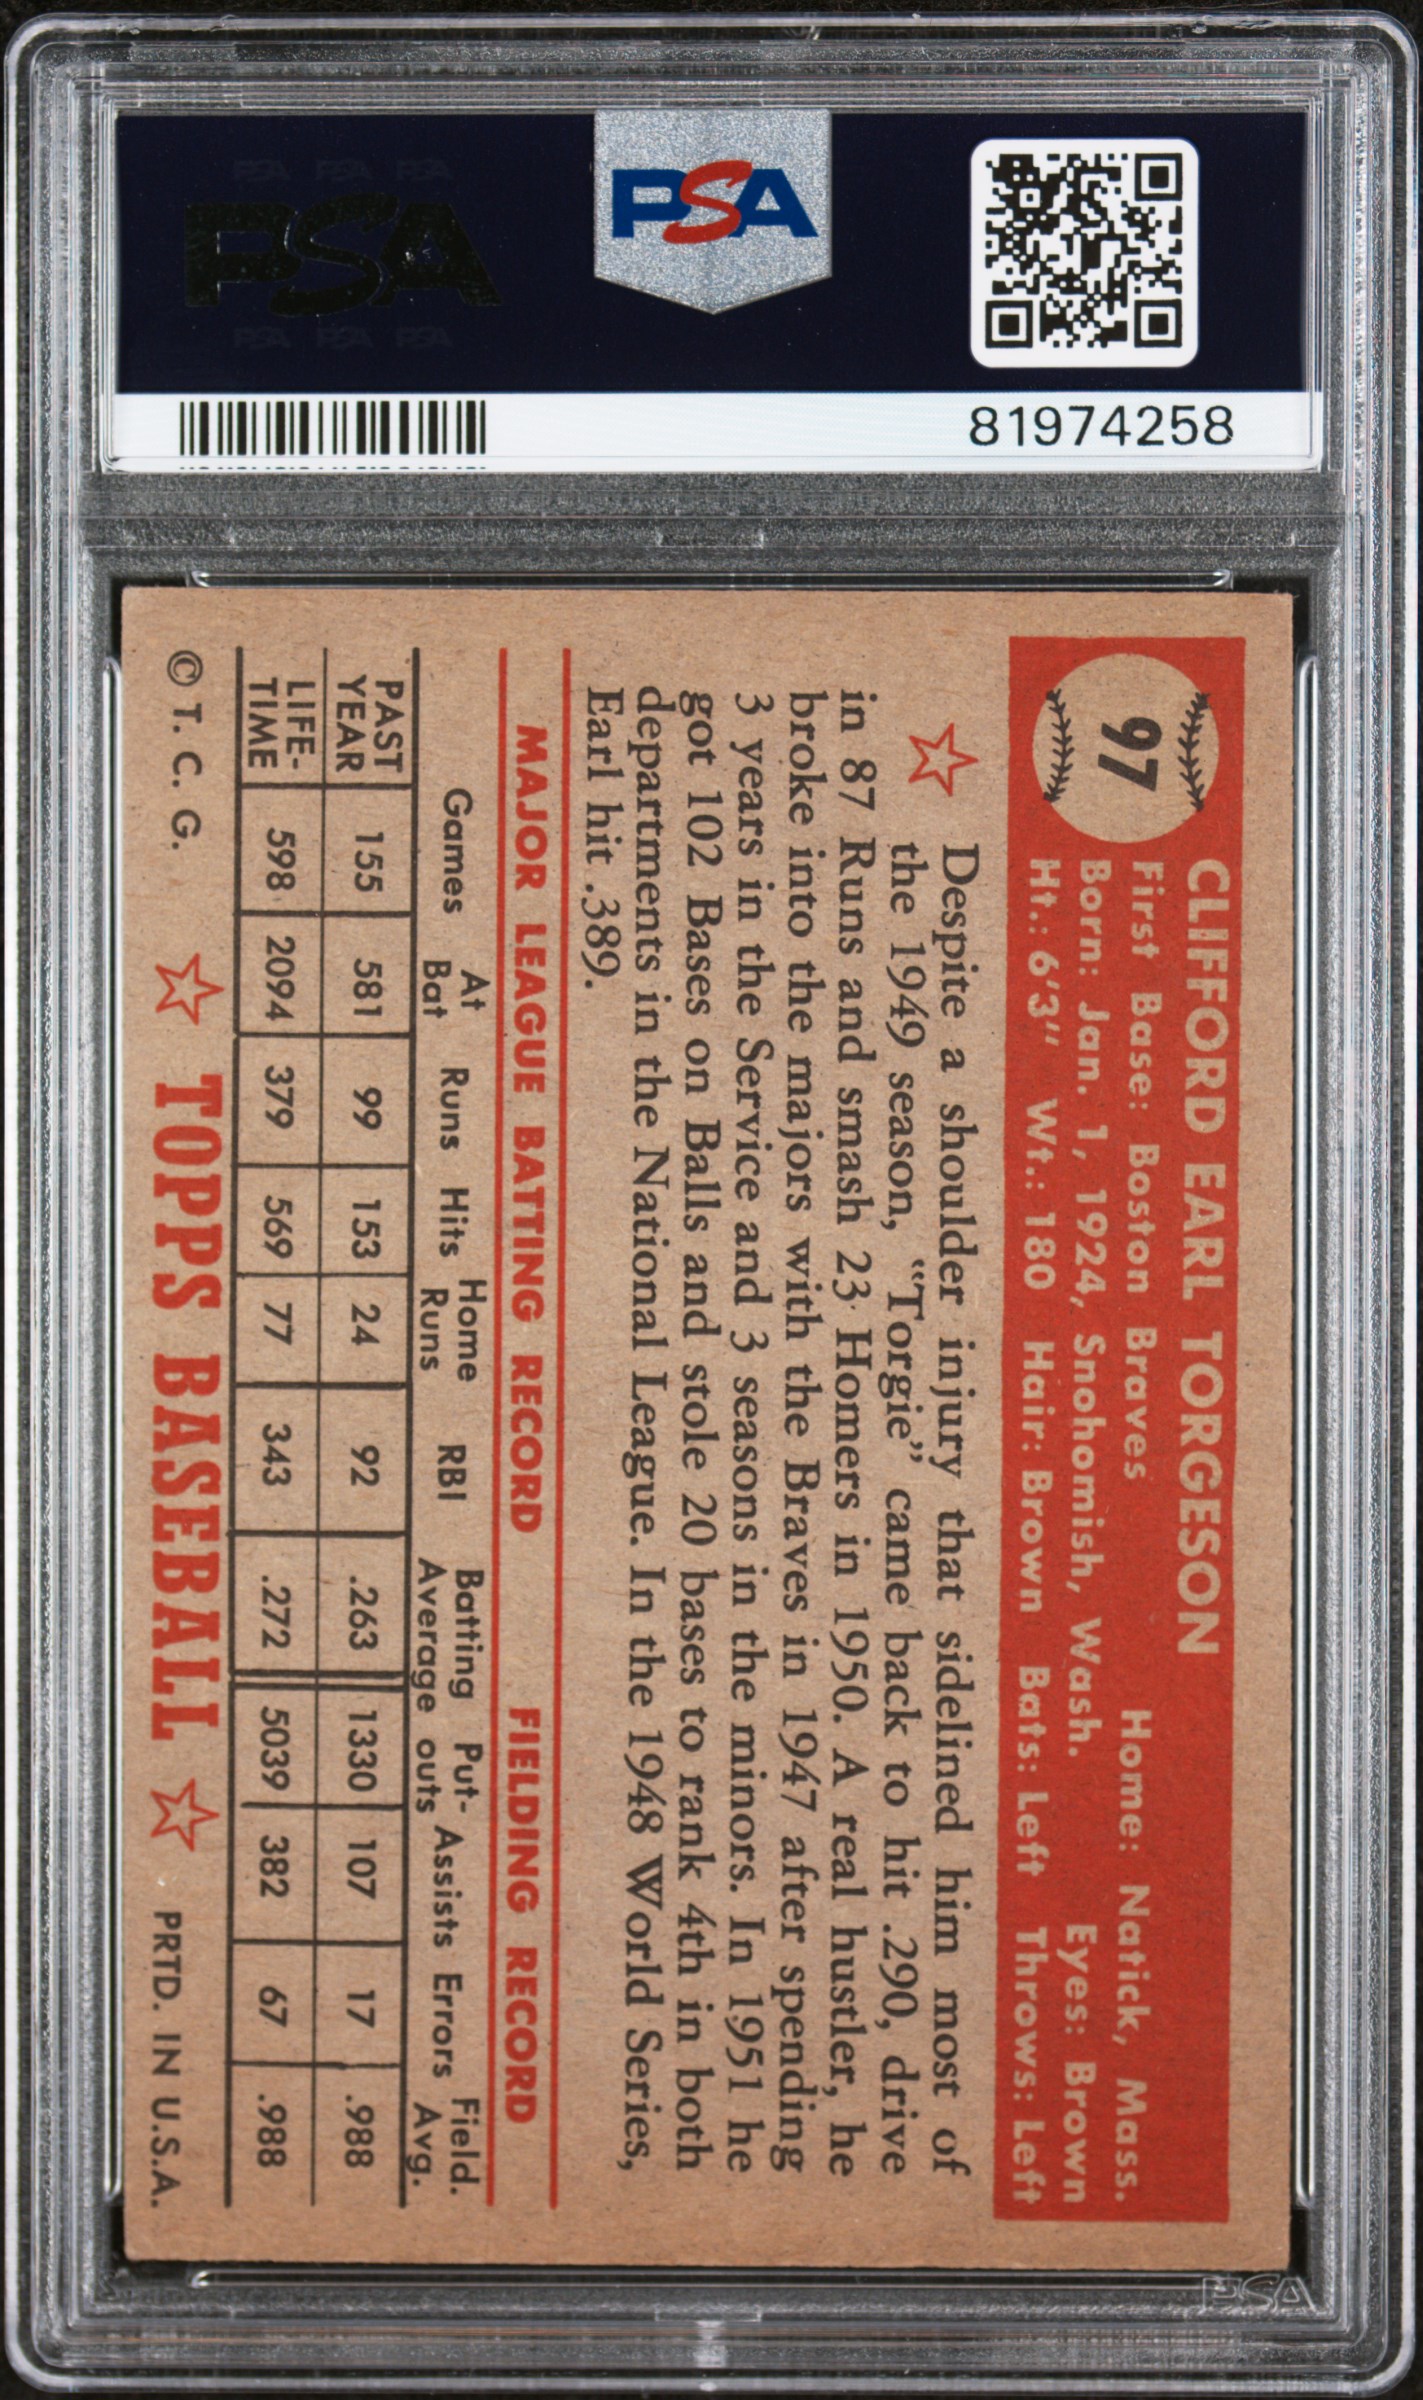 PSA
PSA PSA PSA
PSA
PSA PSA PSA
81974258
97
CLIFFORD EARL TORGESON
First Base: Boston Braves Home: Natick, Mass.
Born: Jan. 1, 1924, Snohomish, Wash. Eyes: Brown
Ht.: 6'3" Wt.: 180 Hair: Brown Bats: Left Throws: Left
Despite a shoulder injury that sidelined him most of
the 1949 season, "Torgie" came back to hit .290, drive
in 87 Runs and smash 23 Homers in 1950. A real hustler, he
broke into the majors with the Braves in 1947 after spending
3 years in the Service and 3 seasons in the minors. In 1951 he
got 102 Bases on Balls and stole 20 bases to rank 4th in both
departments in the National League. In the 1948 World Series,
Earl hit .389.
MAJOR LEAGUE BATTING RECORD FIELDING RECORD
Games At Bat Runs Hits Home Runs RBI Batting Average Put-outs Assists Errors Field. Avg.
PAST YEAR 155 581 99 153 24 92 .263 1330 107 17 .988
LIFE-TIME 598 2094 379 569 77 343 .272 5039 382 67 .988
© T. C. G. TOPPS BASEBALL PRTD. IN U.S.A.
PSA